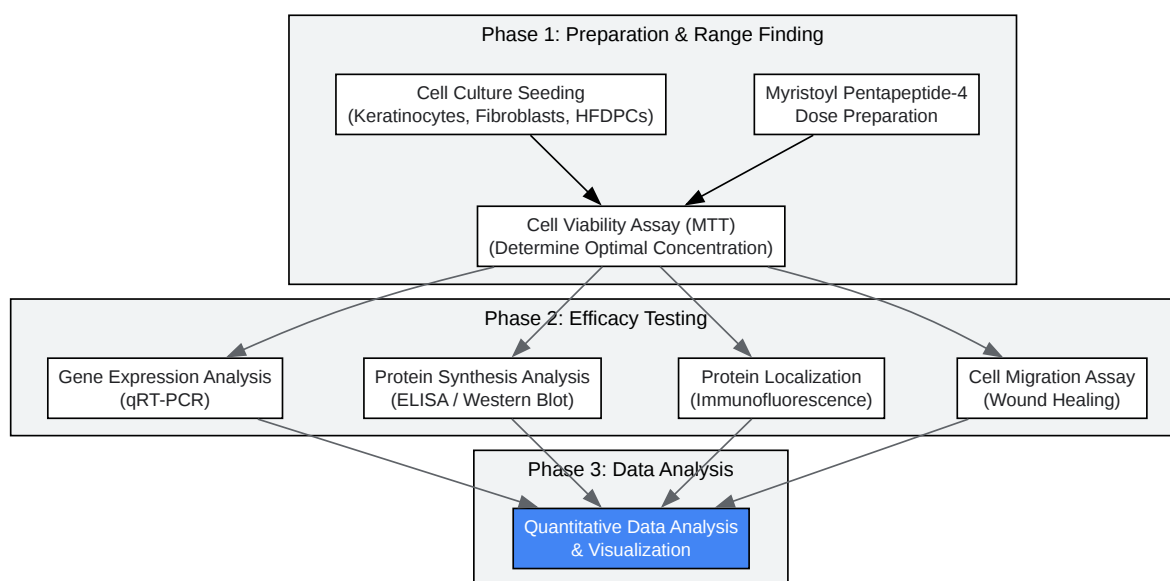 Phase 1: Preparation & Range Finding
Cell Culture Seeding
(Keratinocytes, Fibroblasts, HFDPCs)
Myristoyl Pentapeptide-4
Dose Preparation
Cell Viability Assay (MTT)
(Determine Optimal Concentration)
Phase 2: Efficacy Testing
Gene Expression Analysis
(qRT-PCR)
Protein Synthesis Analysis
(ELISA / Western Blot)
Protein Localization
(Immunofluorescence)
Cell Migration Assay
(Wound Healing)
Phase 3: Data Analysis
Quantitative Data Analysis
& Visualization